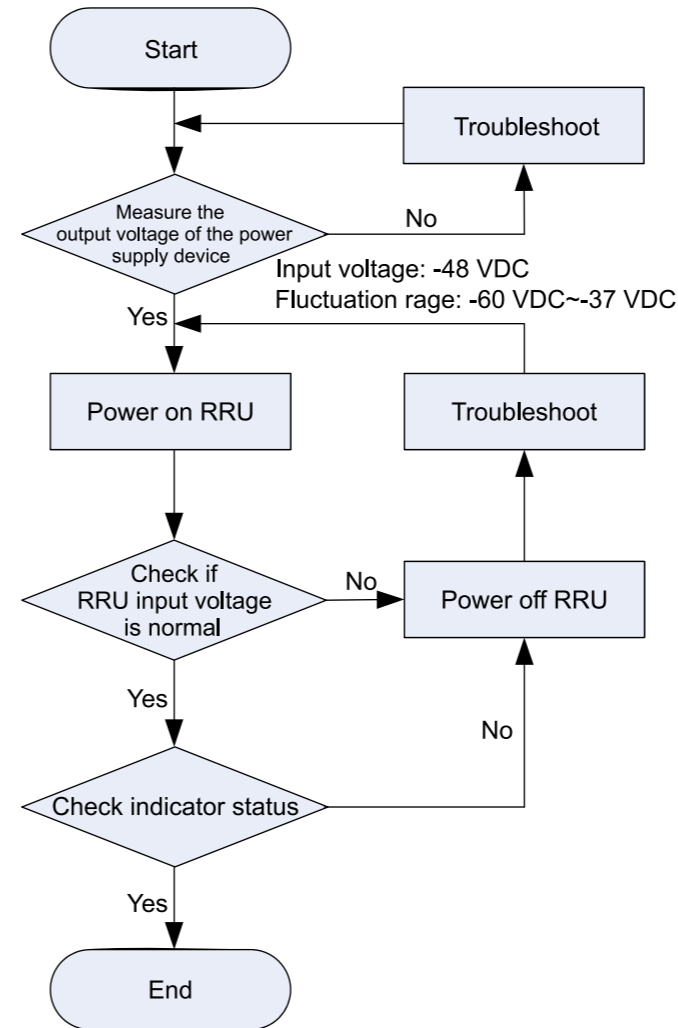 Start
Troubleshoot
Measure the
output voltage of the power
supply device
No
Input voltage: -48 VDC
Fluctuation rage: -60 VDC~-37 VDC
Yes
Power on RRU
Troubleshoot
Check if
RRU input voltage
is normal
No
Power off RRU
Yes
No
Check indicator status
Yes
End